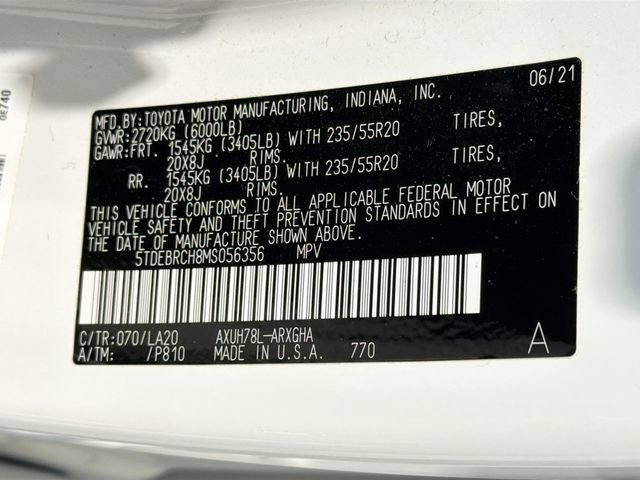 06/21
MFD.BY:TOYOTA MOTOR MANUFACTURING, INDIANA, INC.
GVWR:2720KG (6000LB)
GAWR:FRT. 1545KG (3405LB) WITH 235/55R20 TIRES,
20X8J RIMS.
RR. 1545KG (3405LB) WITH 235/55R20 TIRES,
20X8J RIMS.
THIS VEHICLE CONFORMS TO ALL APPLICABLE FEDERAL MOTOR
VEHICLE SAFETY AND THEFT PREVENTION STANDARDS IN EFFECT ON
THE DATE OF MANUFACTURE SHOWN ABOVE.
5TDEBRCH8MS056356 MPV
C/TR:070/LA20 AXUH78L-ARXGHA
A/TM: /P810 MADE IN U.S.A. 770 A
0E740